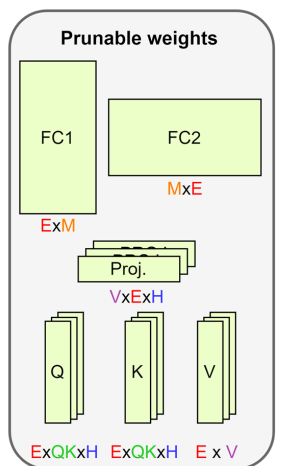 Prunable weights
FC1
FC2
MxE
ExM
Proj.
VxExH
Q
K
V
ExQKxH ExQKxH E x V